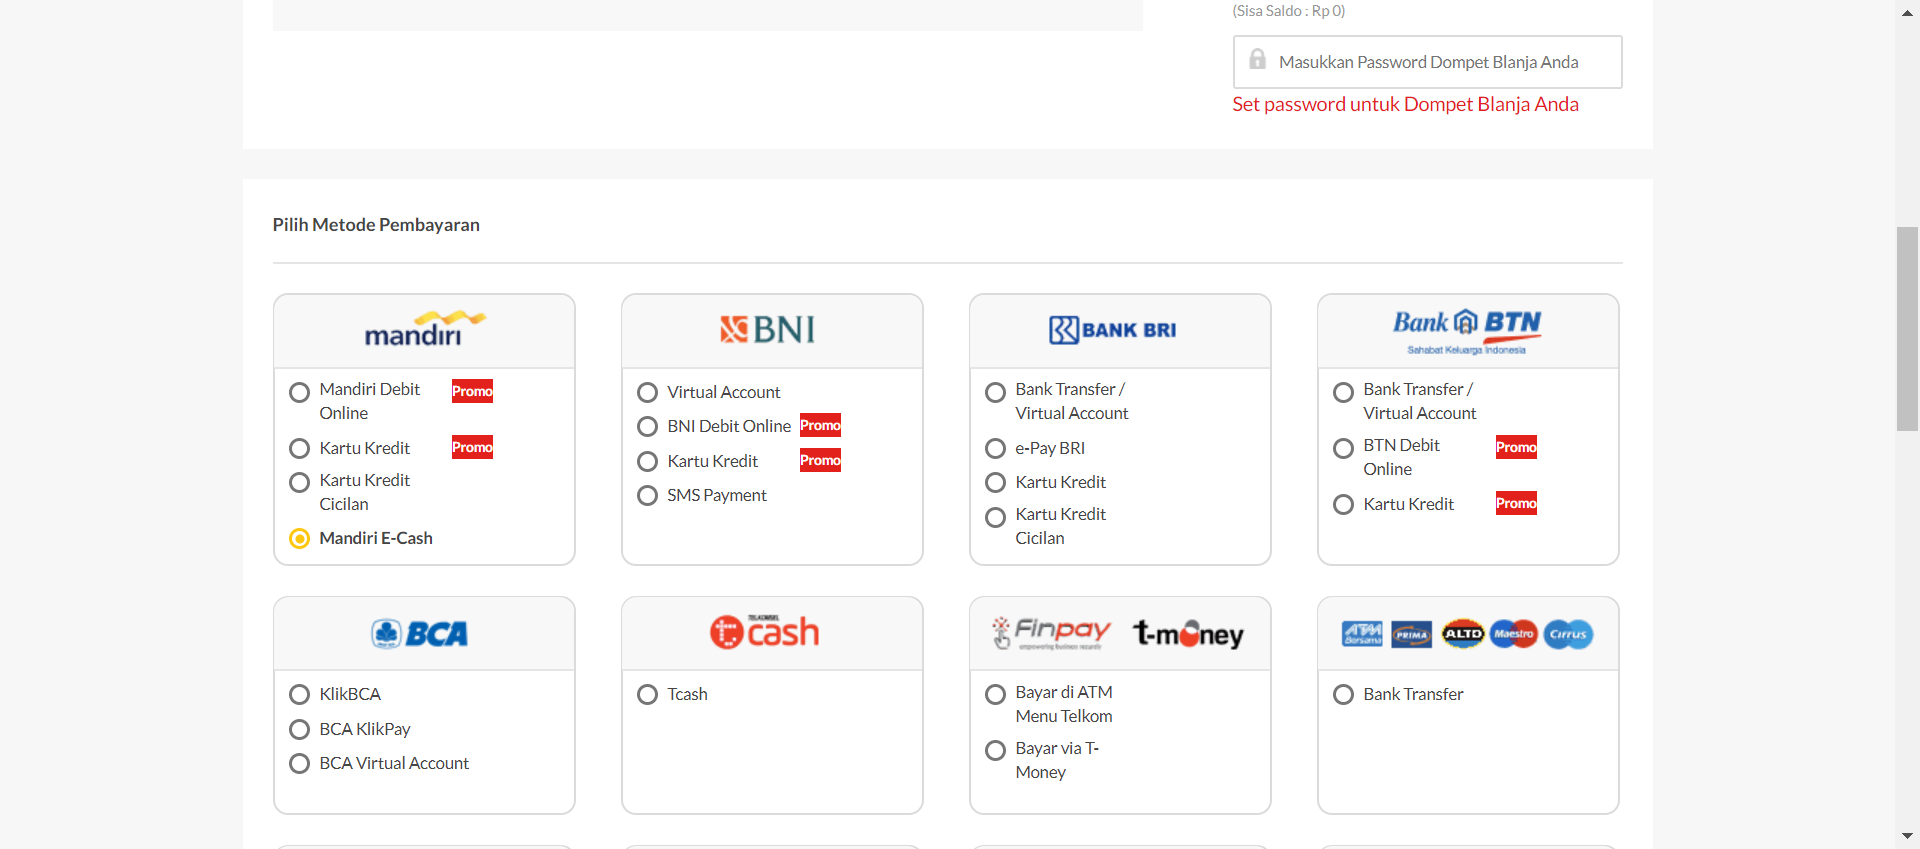 (Sisa Saldo : Rp 0)
Masukkan Password Dompet Blanja Anda
Set password untuk Dompet Blanja Anda
Pilih Metode Pembayaran
mandiri
Mandiri Debit Online Promo
Kartu Kredit Promo
Kartu Kredit Cicilan
Mandiri E-Cash
BNI
Virtual Account
BNI Debit Online Promo
Kartu Kredit Promo
SMS Payment
BANK BRI
Bank Transfer /
Virtual Account
e-Pay BRI
Kartu Kredit
Kartu Kredit
Cicilan
Bank BTN
Sahabat Keluarga Indonesia
Bank Transfer /
Virtual Account
BTN Debit Online Promo
Kartu Kredit Promo
BCA
KlikBCA
BCA KlikPay
BCA Virtual Account
TELKOMSEL
t cash
Tcash
Finpay t-money
empowering business securely
Bayar di ATM
Menu Telkom
Bayar via T-
Money
ATM Bersama PRIMA ALTO Maestro Cirrus
Bank Transfer